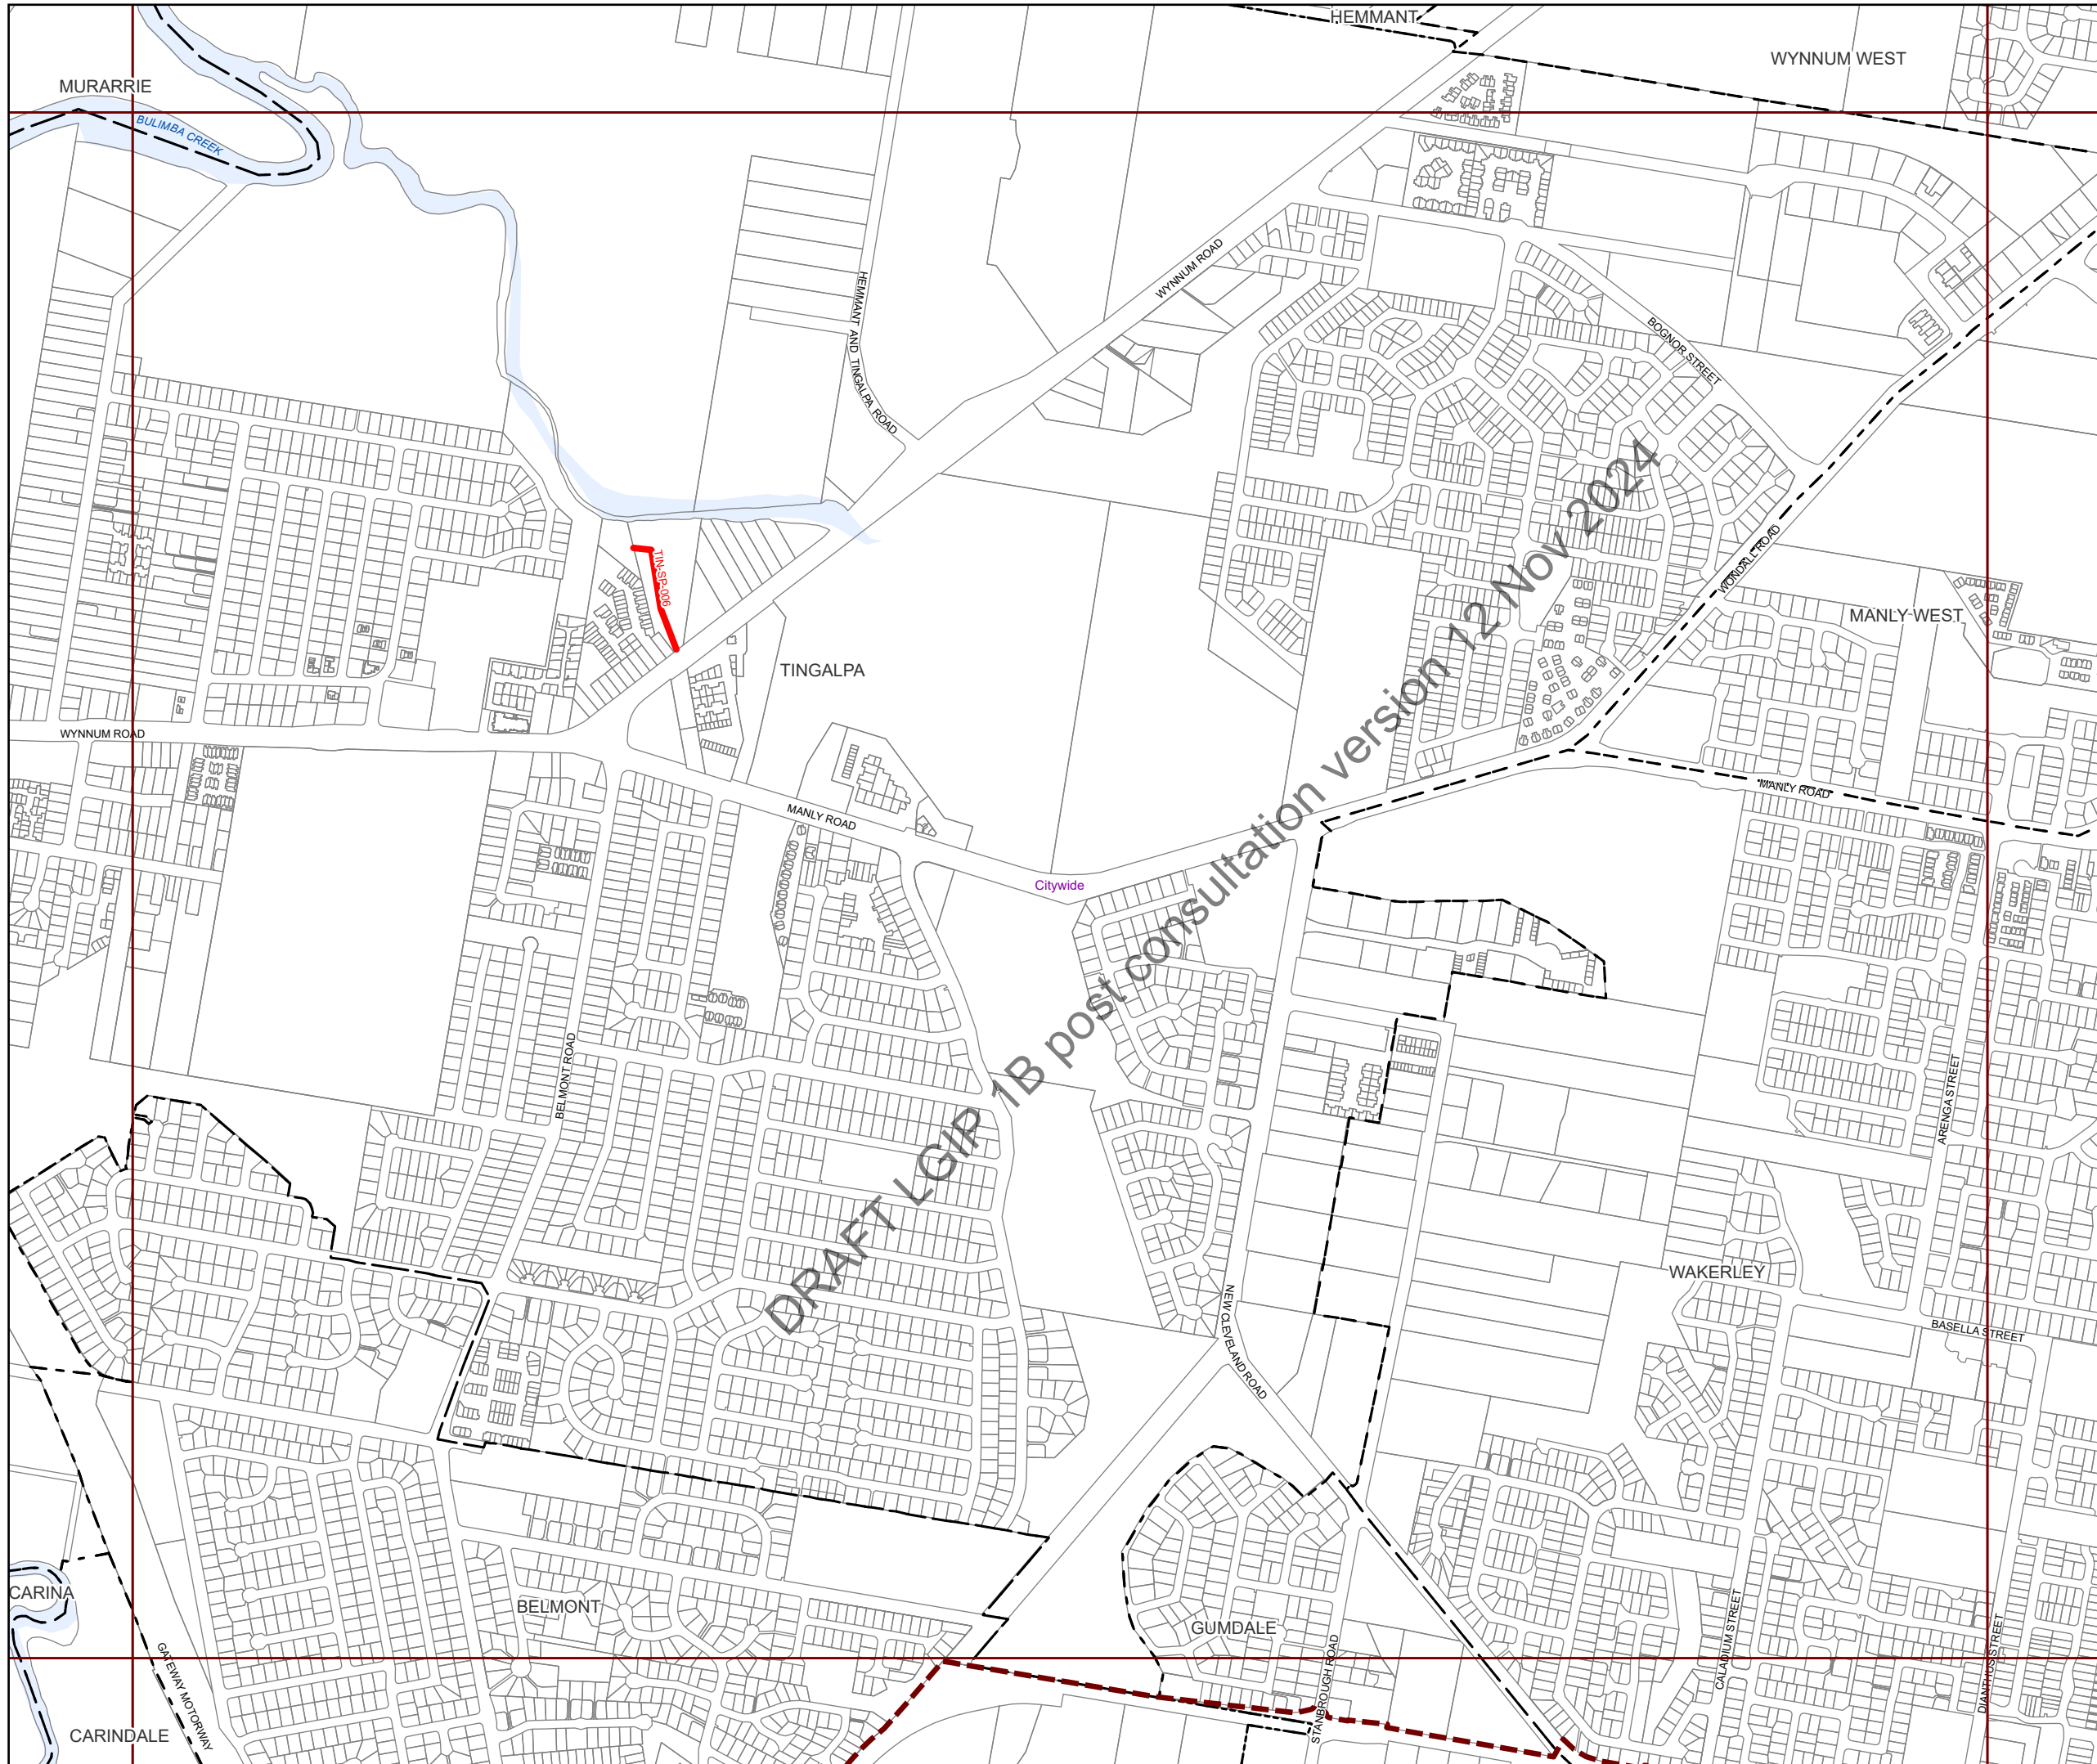 HEMMANT
WYNNUM WEST
MURARRIE
BULIMBA CREEK
WYNNUM ROAD
HEMMANT AND TINGALPA ROAD
BOGNOR STREET
TIN-SP-006
WONDALL ROAD
MANLY WEST
TINGALPA
WYNNUM ROAD
MANLY ROAD
MANLY ROAD
Citywide
DRAFT LGIP 1B post consultation version 12 Nov 2024
BELMONT ROAD
ARENGA STREET
WAKERLEY
NEW CLEVELAND ROAD
BASELLA STREET
CARINA
BELMONT
GUMDALE
CALADIUM STREET
DIANTHUS STREET
STANBROUGH ROAD
GATEWAY MOTORWAY
CARINDALE